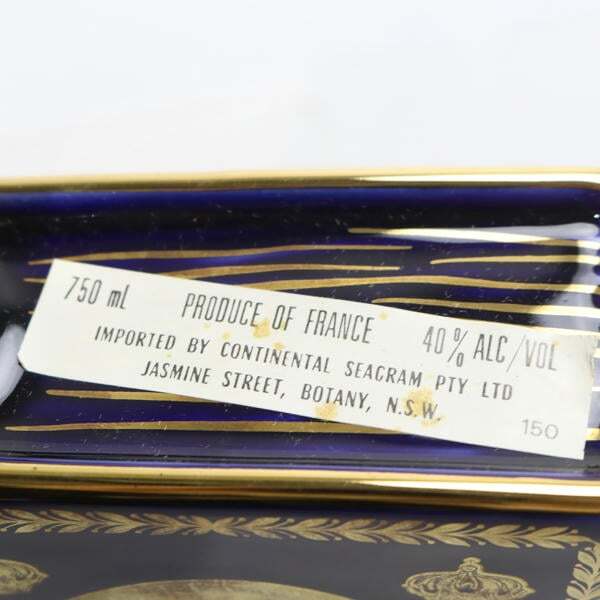 750 mL PRODUCE OF FRANCE 40% ALC/VOL
IMPORTED BY CONTINENTAL SEAGRAM PTY LTD
JASMINE STREET, BOTANY, N.S.W.
150